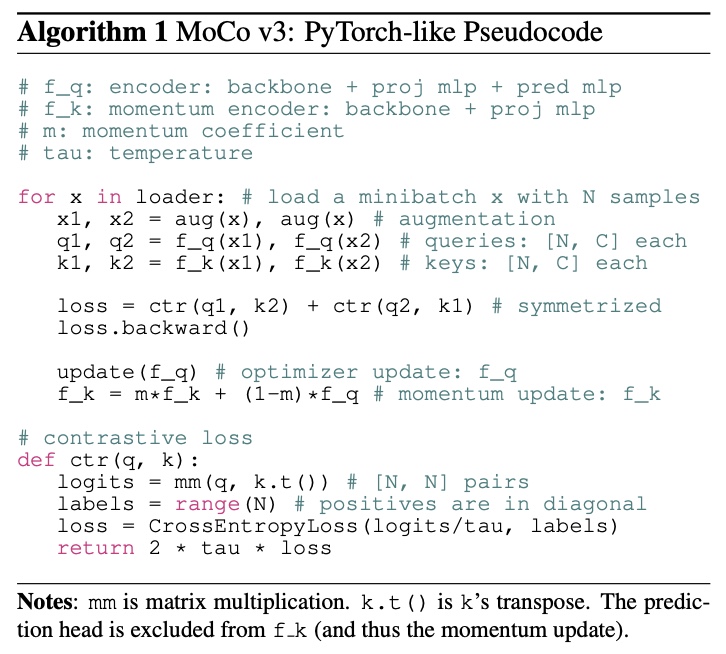 Algorithm 1 MoCo v3: PyTorch-like Pseudocode
# f_q: encoder: backbone + proj mlp + pred mlp
# f_k: momentum encoder: backbone + proj mlp
# m: momentum coefficient
# tau: temperature
for x in loader: # load a minibatch x with N samples
x1, x2 = aug(x), aug(x) # augmentation
q1, q2 = f_q(x1), f_q(x2) # queries: [N, C] each
k1, k2 = f_k(x1), f_k(x2) # keys: [N, C] each
loss = ctr(q1, k2) + ctr(q2, k1) # symmetrized
loss.backward()
update(f_q) # optimizer update: f_q
f_k = m*f_k + (1-m)*f_q # momentum update: f_k
# contrastive loss
def ctr(q, k):
logits = mm(q, k.t()) # [N, N] pairs
labels = range(N) # positives are in diagonal
loss = CrossEntropyLoss(logits/tau, labels)
return 2 * tau * loss
Notes: mm is matrix multiplication. k.t() is k's transpose. The predic-
tion head is excluded from f_k (and thus the momentum update).